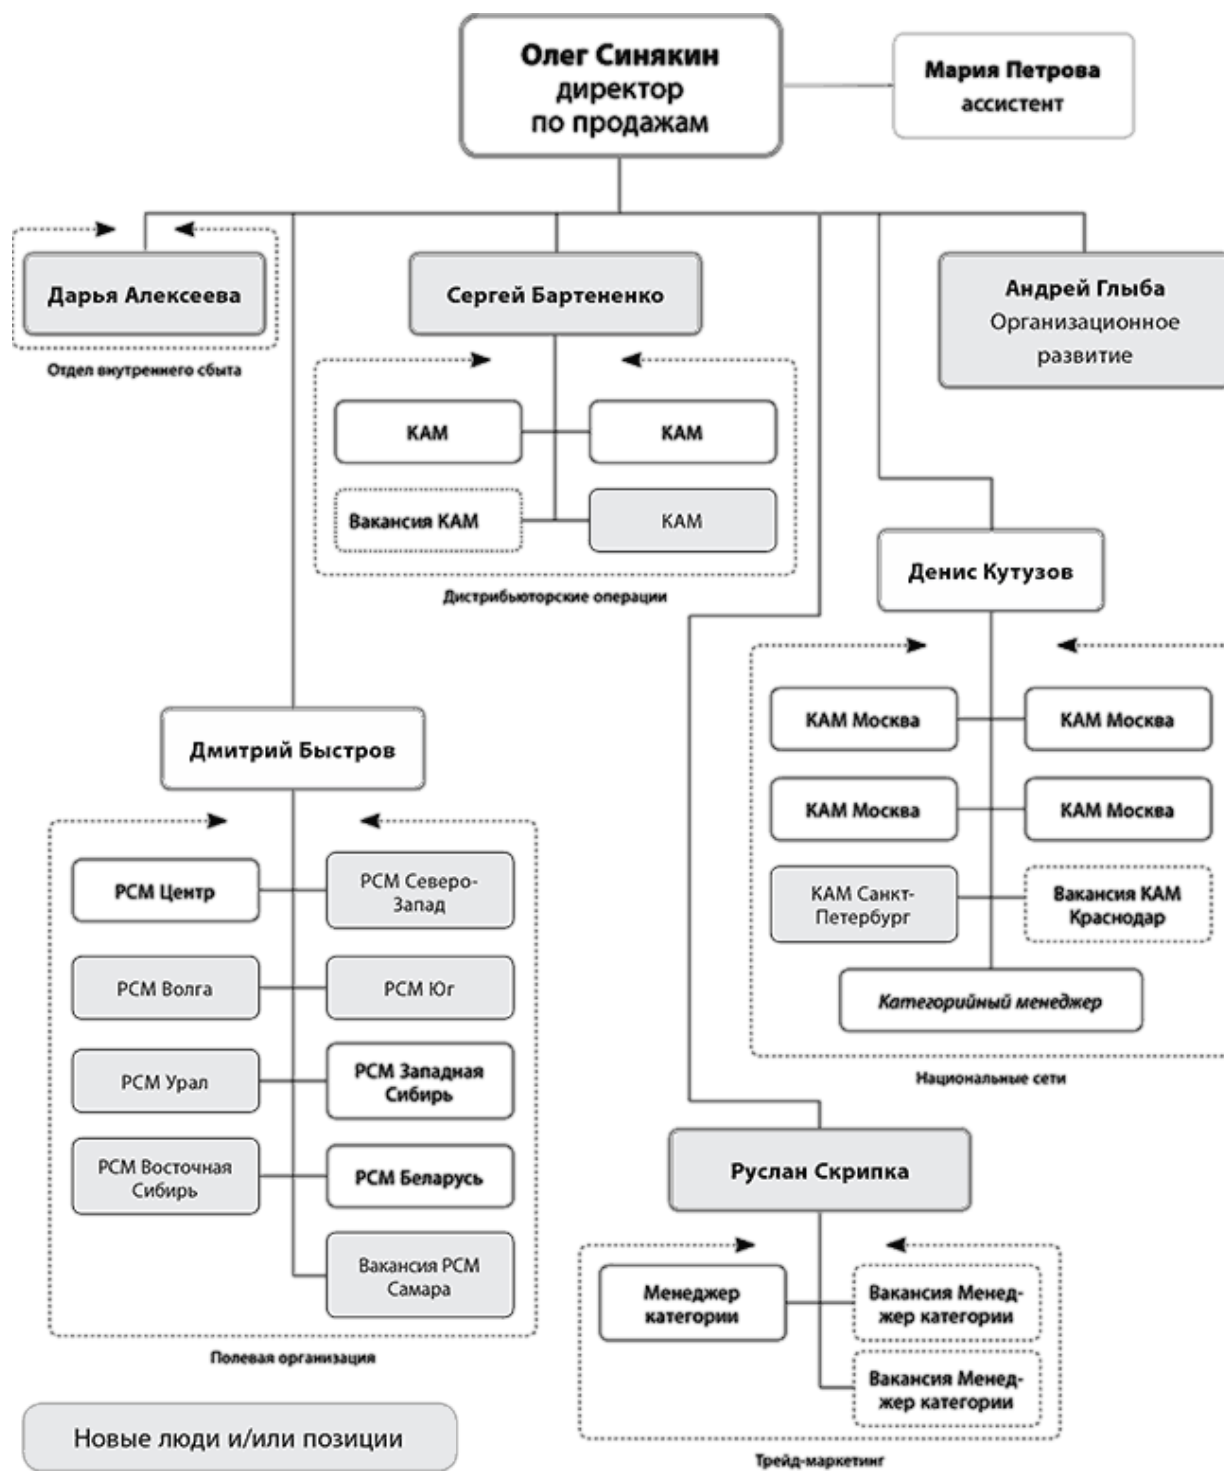 Олег Синякин
директор
по продажам
Мария Петрова
ассистент
Дарья Алексеева
Отдел внутреннего сбыта
Сергей Бартененко
КАМ
КАМ
Вакансия КАМ
КАМ
Дистрибьюторские операции
Андрей Глыба
Организационное
развитие
Денис Кутузов
КАМ Москва
КАМ Москва
КАМ Москва
КАМ Москва
КАМ Санкт-
Петербург
Вакансия КАМ
Краснодар
Категорийный менеджер
Национальные сети
Дмитрий Быстров
РСМ Центр
РСМ Северо-
Запад
РСМ Волга
РСМ Юг
РСМ Урал
РСМ Западная
Сибирь
РСМ Восточная
Сибирь
РСМ Беларусь
Вакансия РСМ
Самара
Полевая организация
Руслан Скрипка
Менеджер
категории
Вакансия Менед-
жер категории
Вакансия Менед-
жер категории
Трейд-маркетинг
Новые люди и/или позиции